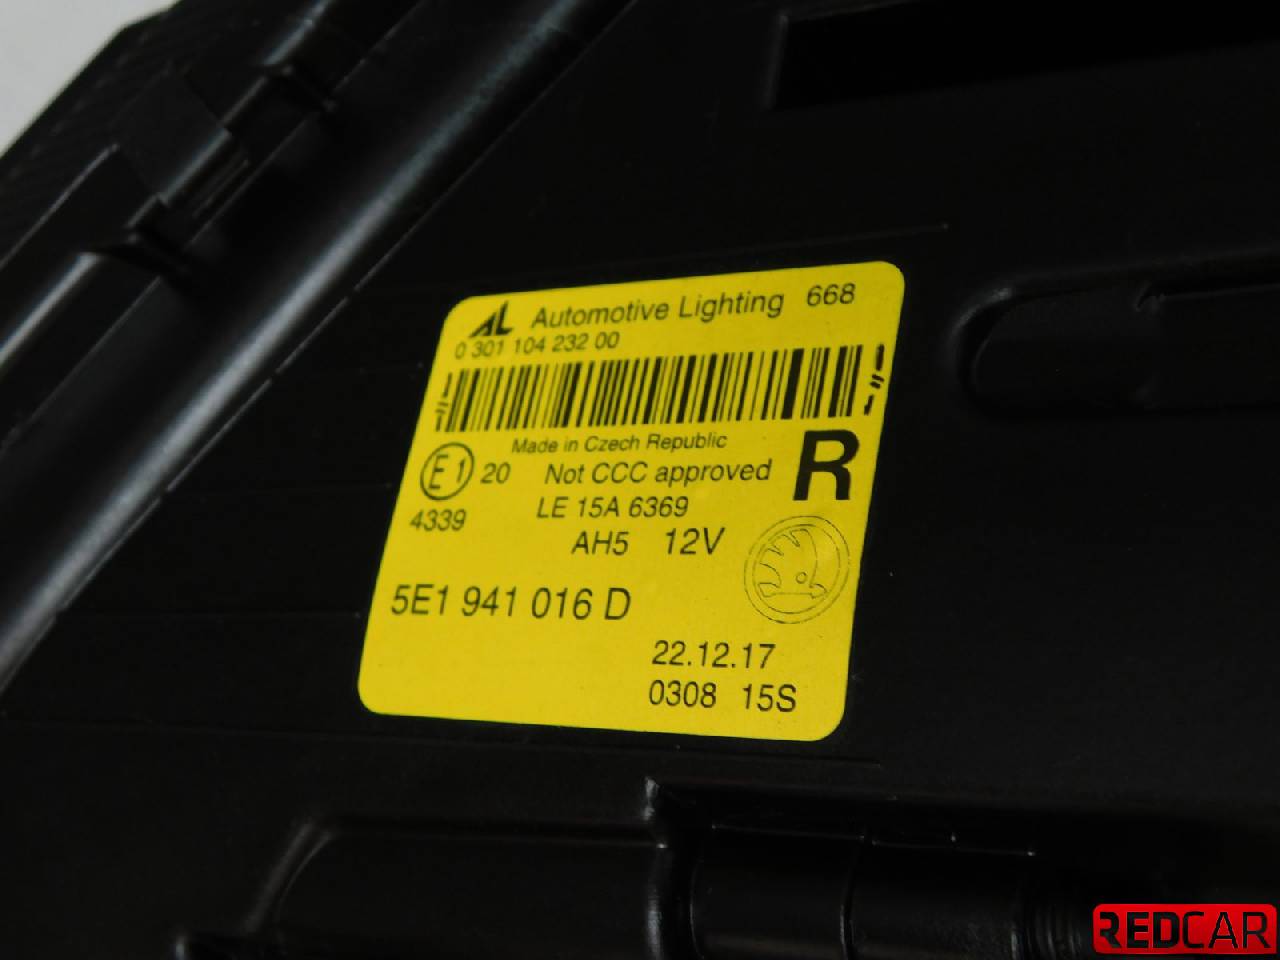 AL Automotive Lighting 668
0 301 104 232 00
Made in Czech Republic
E1 20 Not CCC approved R
4339 LE 15A 6369
AH5 12V
5E1 941 016 D
22.12.17
0308 15S
REDCAR